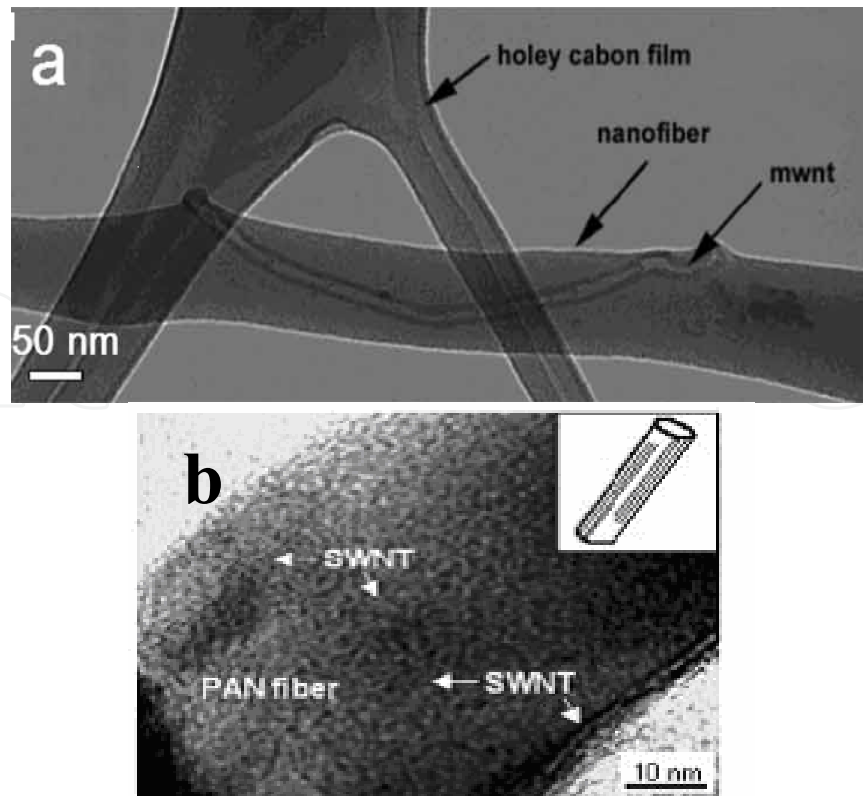 a
holey cabon film
nanofiber
mwnt
50 nm
b
SWNT
PAN fiber
SWNT
10 nm